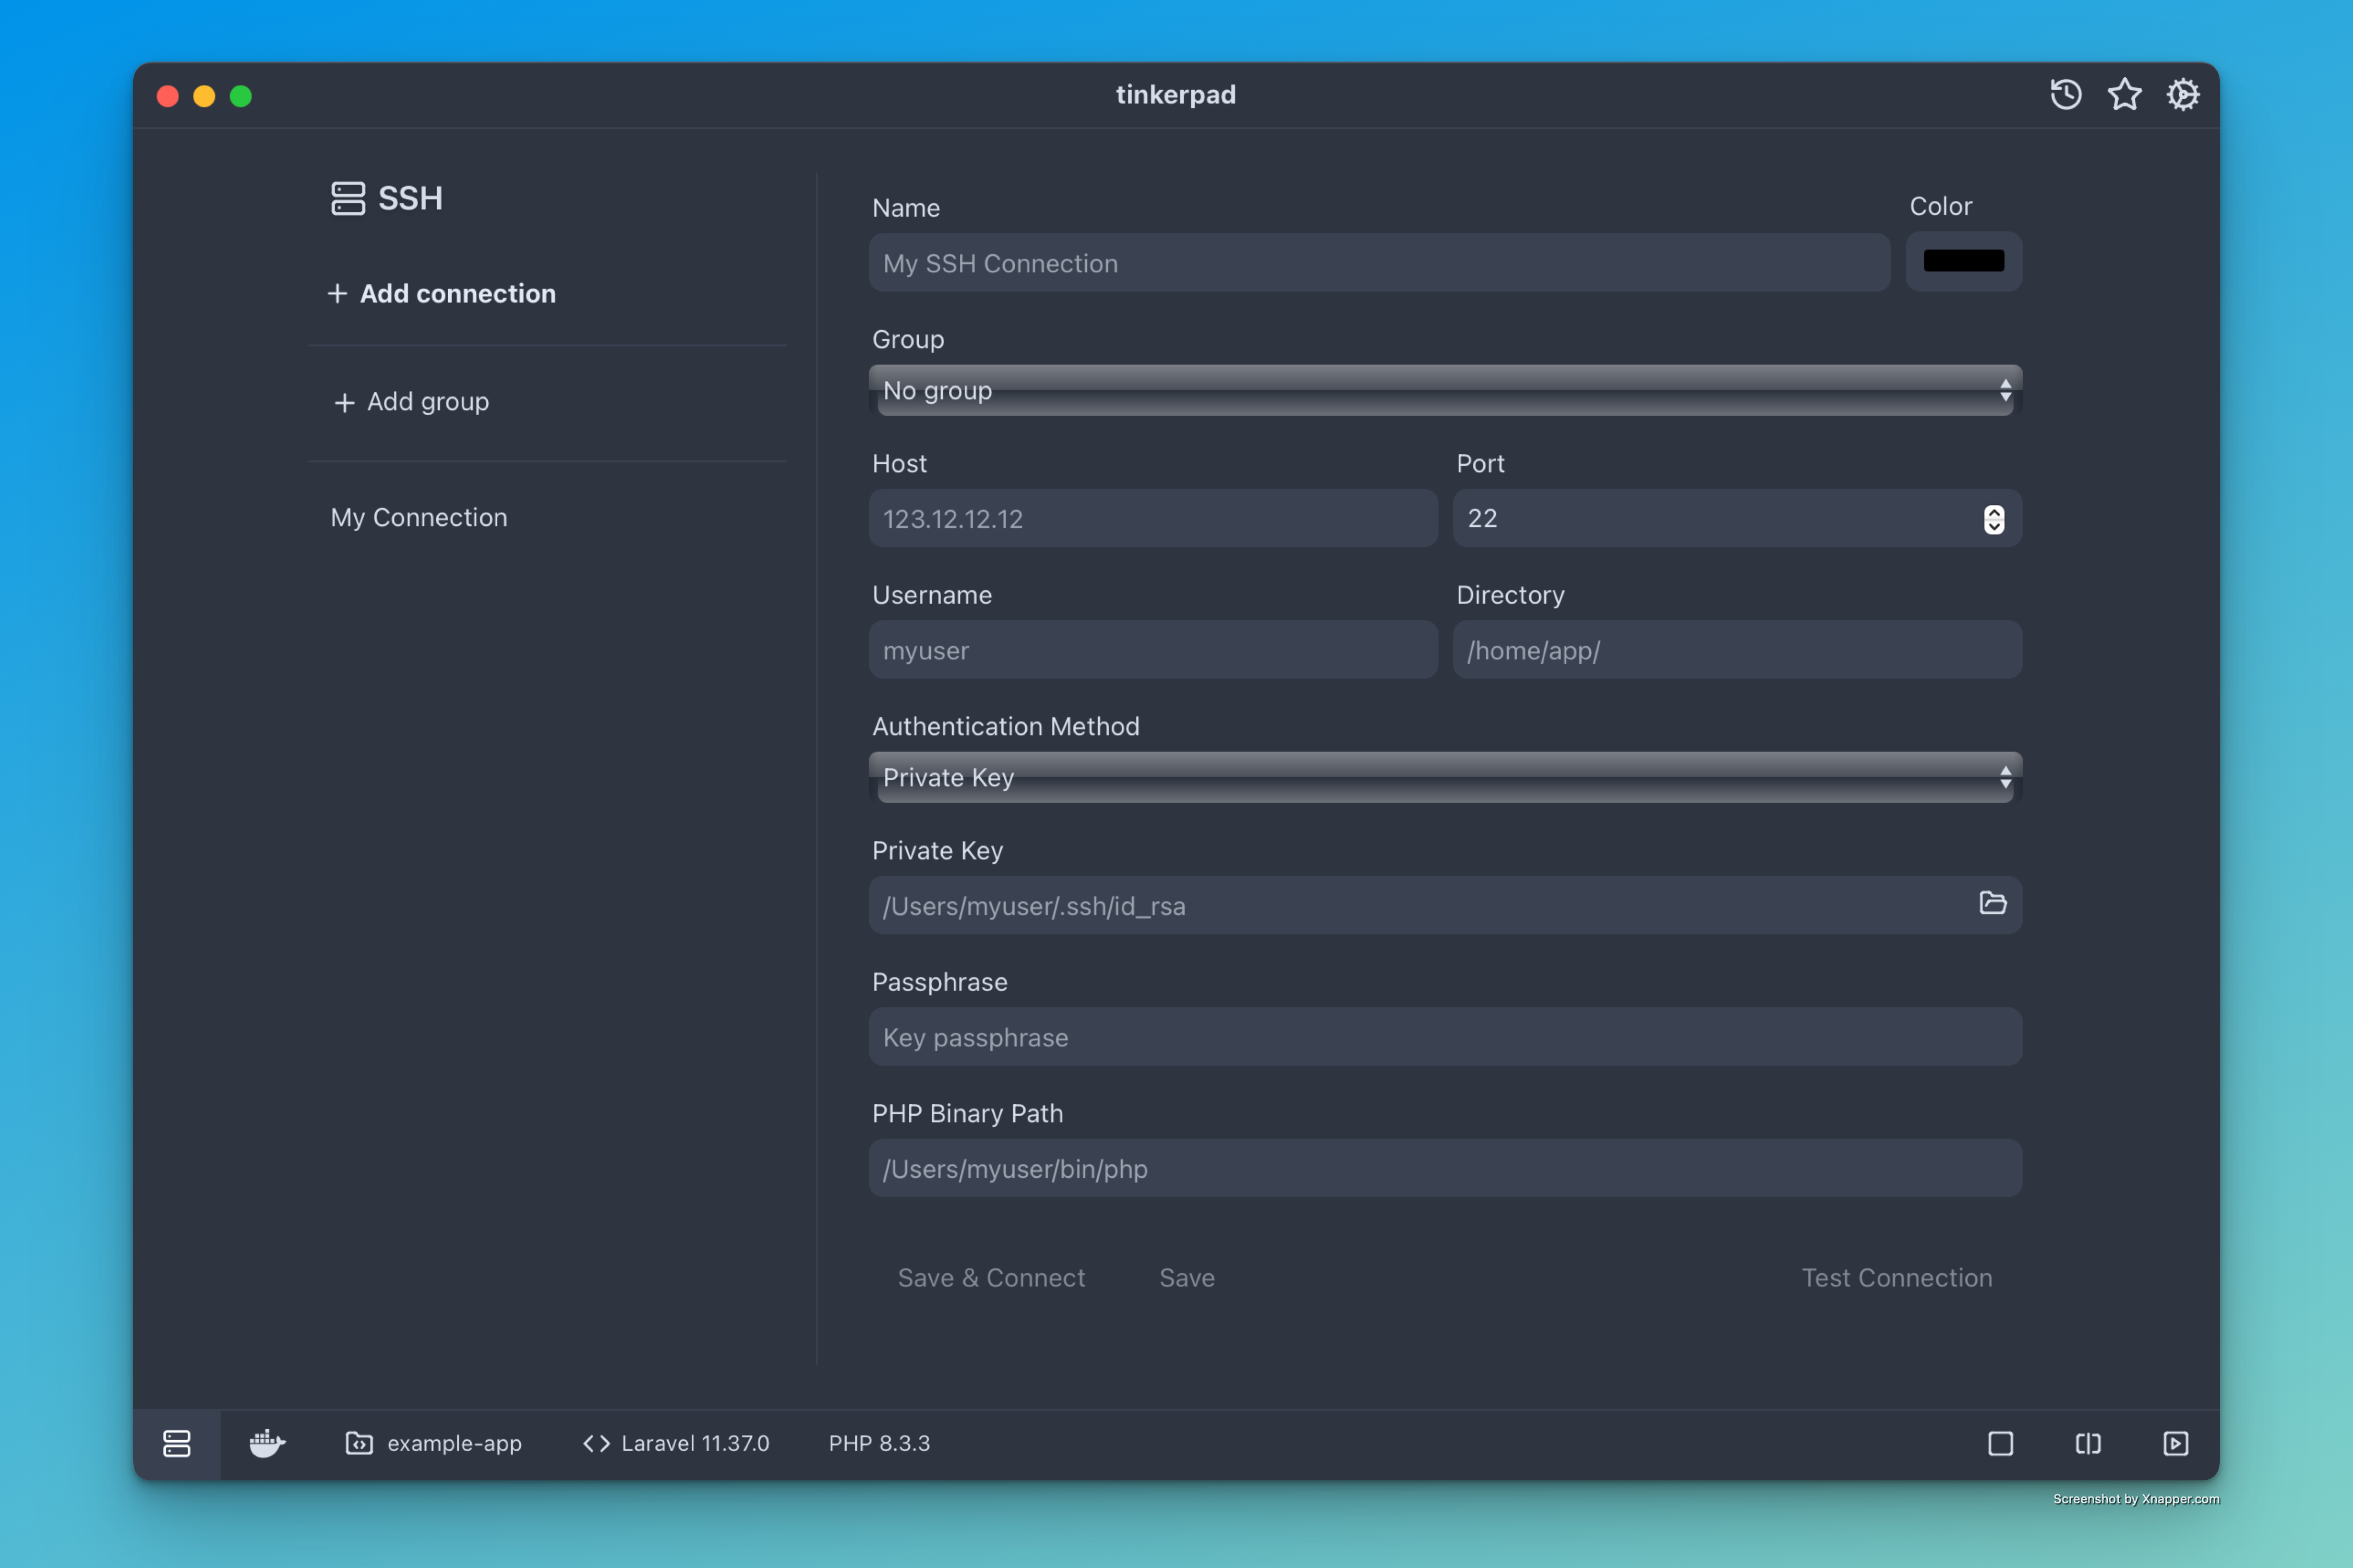 tinkerpad
SSH
Add connection
Add group
My Connection
Name
Color
My SSH Connection
Group
No group
Host
Port
123.12.12.12
22
Username
Directory
myuser
/home/app/
Authentication Method
Private Key
Private Key
/Users/myuser/.ssh/id_rsa
Passphrase
Key passphrase
PHP Binary Path
/Users/myuser/bin/php
Save & Connect
Save
Test Connection
example-app
Laravel 11.37.0
PHP 8.3.3
Screenshot by Xnapper.com